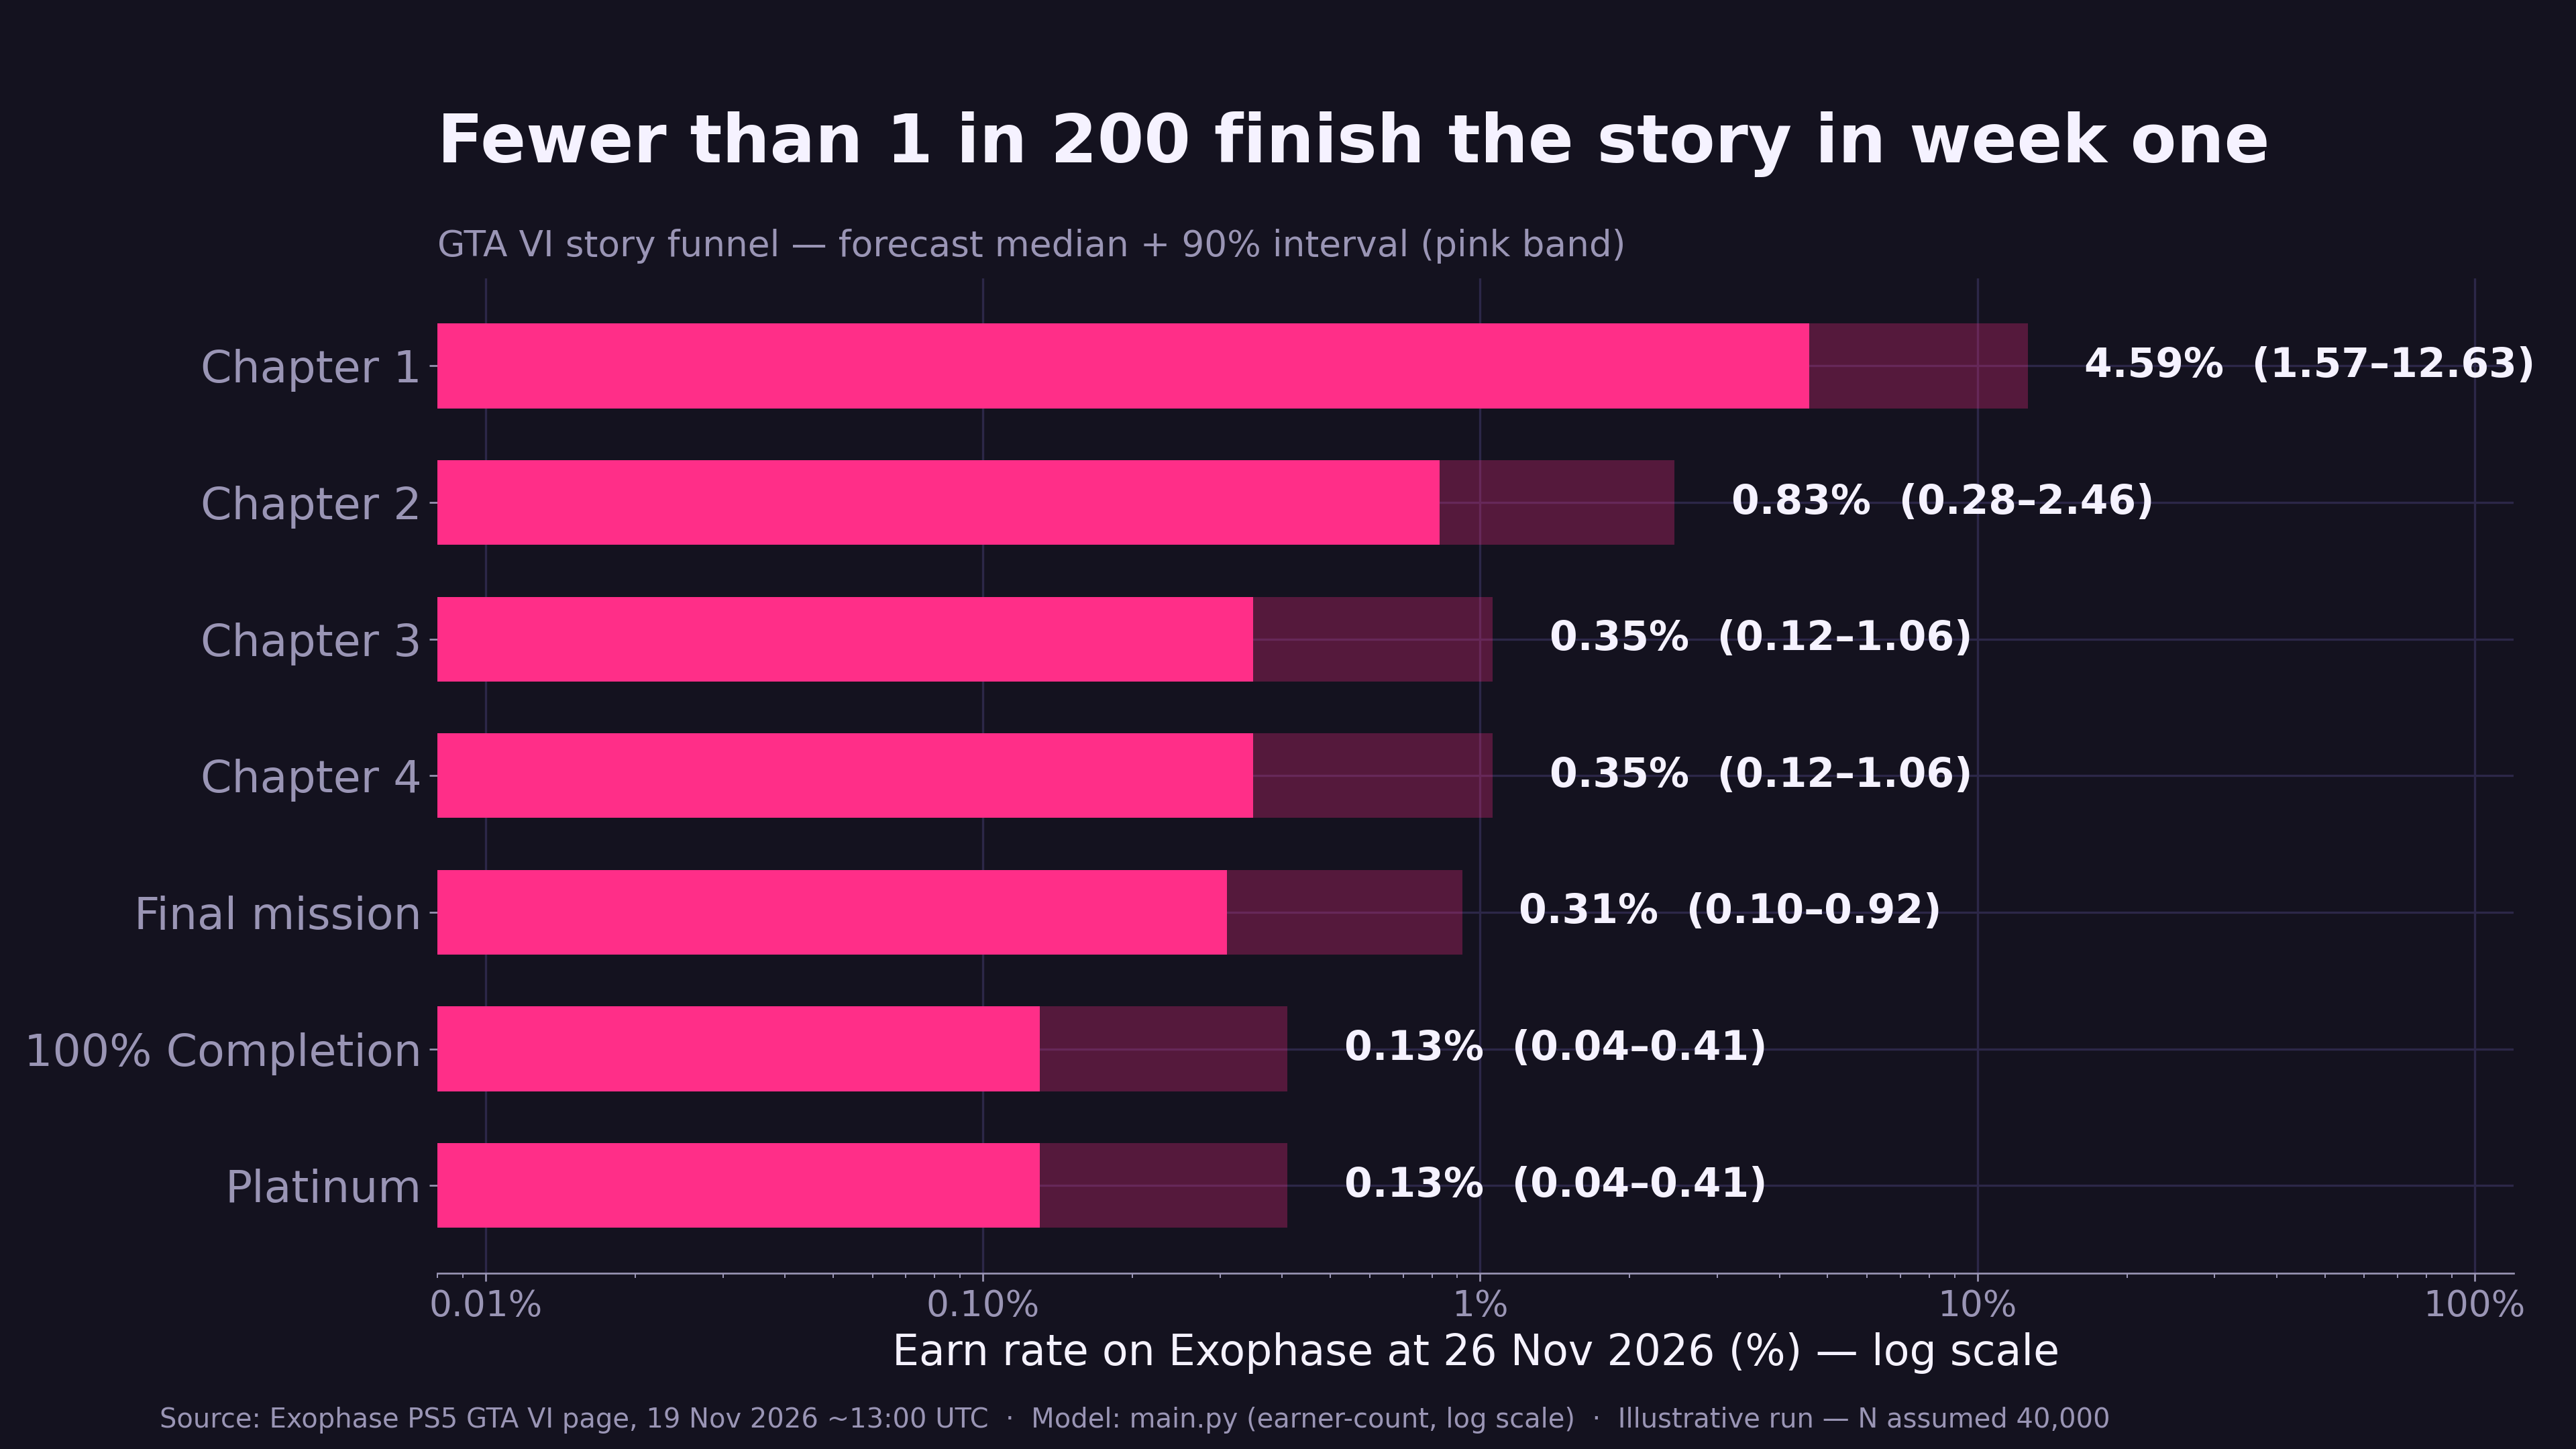 Fewer than 1 in 200 finish the story in week one
GTA VI story funnel — forecast median + 90% interval (pink band)
Chapter 1
4.59%  (1.57–12.63)
Chapter 2
0.83%  (0.28–2.46)
Chapter 3
0.35%  (0.12–1.06)
Chapter 4
0.35%  (0.12–1.06)
Final mission
0.31%  (0.10–0.92)
100% Completion
0.13%  (0.04–0.41)
Platinum
0.13%  (0.04–0.41)
0.01% 0.10% 1% 10% 100%
Earn rate on Exophase at 26 Nov 2026 (%) — log scale
Source: Exophase PS5 GTA VI page, 19 Nov 2026 ~13:00 UTC  ·  Model: main.py (earner-count, log scale)  ·  Illustrative run — N assumed 40,000